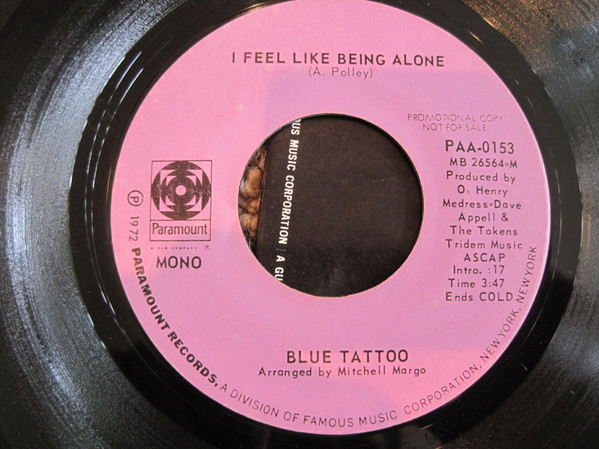 I FEEL LIKE BEING ALONE
(A. Polley)
PROMOTIONAL COPY
NOT FOR SALE
PAA-0153
MB 26564-M
Produced by
O. Henry
Medress-Dave
Appell &
The Tokens
Tridem Music
ASCAP
Intro. :17
Time 3:47
Ends COLD
Paramount
MONO
BLUE TATTOO
Arranged by Mitchell Margo
Ⓟ 1972 PARAMOUNT RECORDS, A DIVISION OF FAMOUS MUSIC CORPORATION, NEW YORK, NEW YORK
OUS MUSIC CORPORATION | A GU